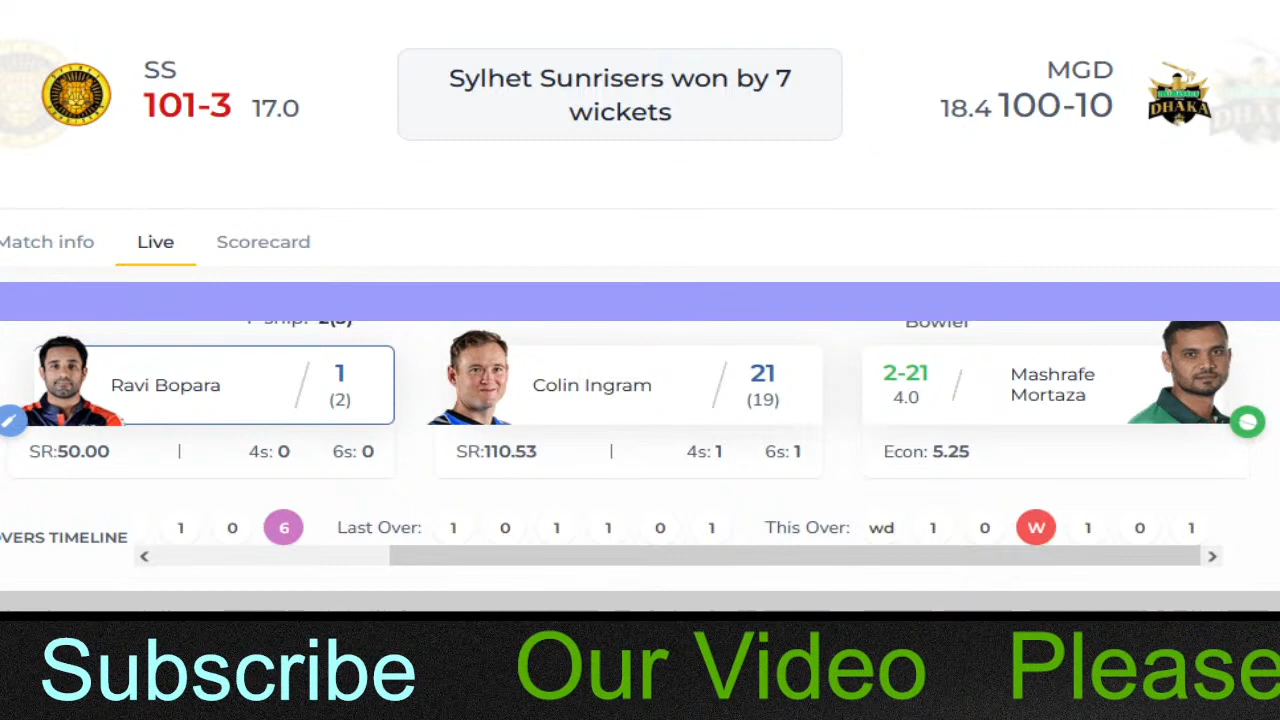 SS
101-3 17.0
Sylhet Sunrisers won by 7
wickets
MGD
18.4 100-10
DHAKA
Match info Live Scorecard
Bowler
Ravi Bopara
1
(2)
SR:50.00 | 4s: 0 6s: 0
Colin Ingram
21
(19)
SR:110.53 | 4s: 1 6s: 1
2-21
4.0
Mashrafe
Mortaza
Econ: 5.25
OVERS TIMELINE 1 0 6 Last Over: 1 0 1 1 0 1 This Over: wd 1 0 W 1 0 1
Subscribe Our Video Please